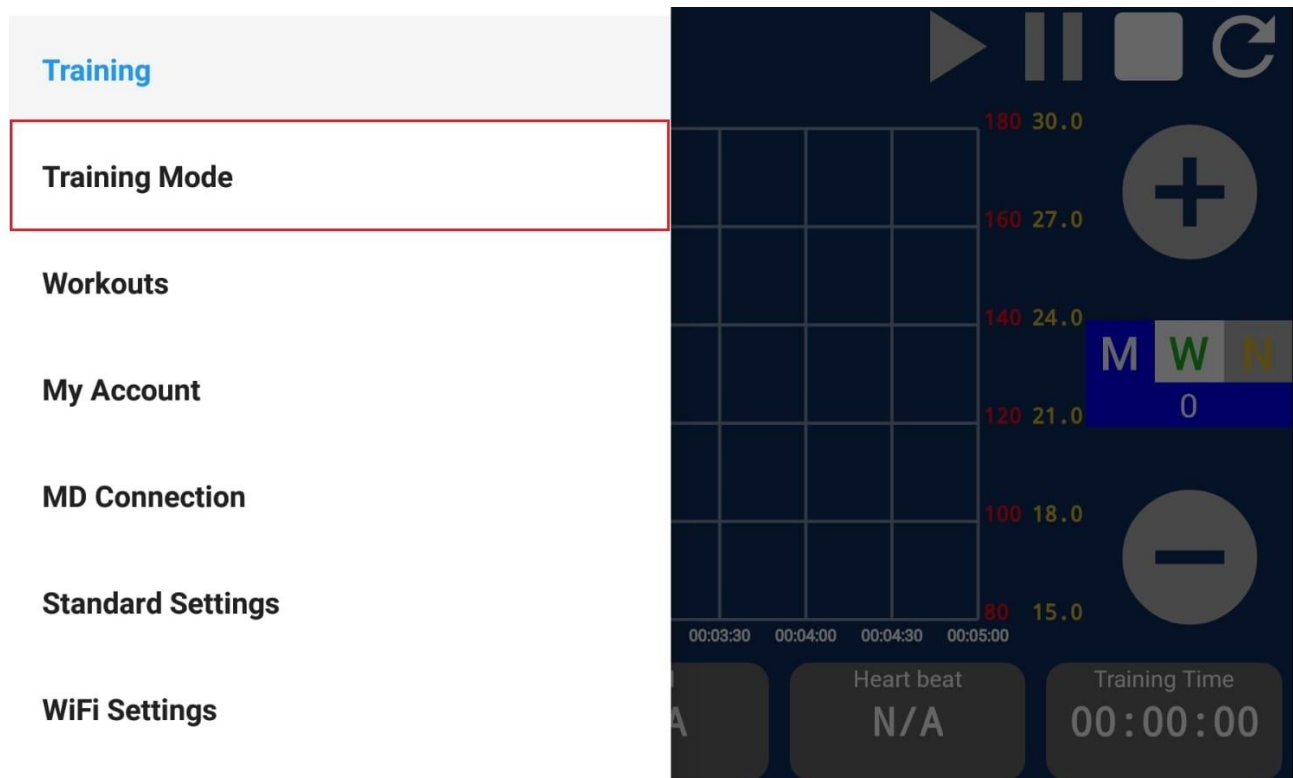 Training
Training Mode
Workouts
My Account
MD Connection
Standard Settings
WiFi Settings
180 30.0
160 27.0
140 24.0
M W N
0
120 21.0
100 18.0
80 15.0
00:03:30 00:04:00 00:04:30 00:05:00
Heart beat
N/A
Training Time
00:00:00